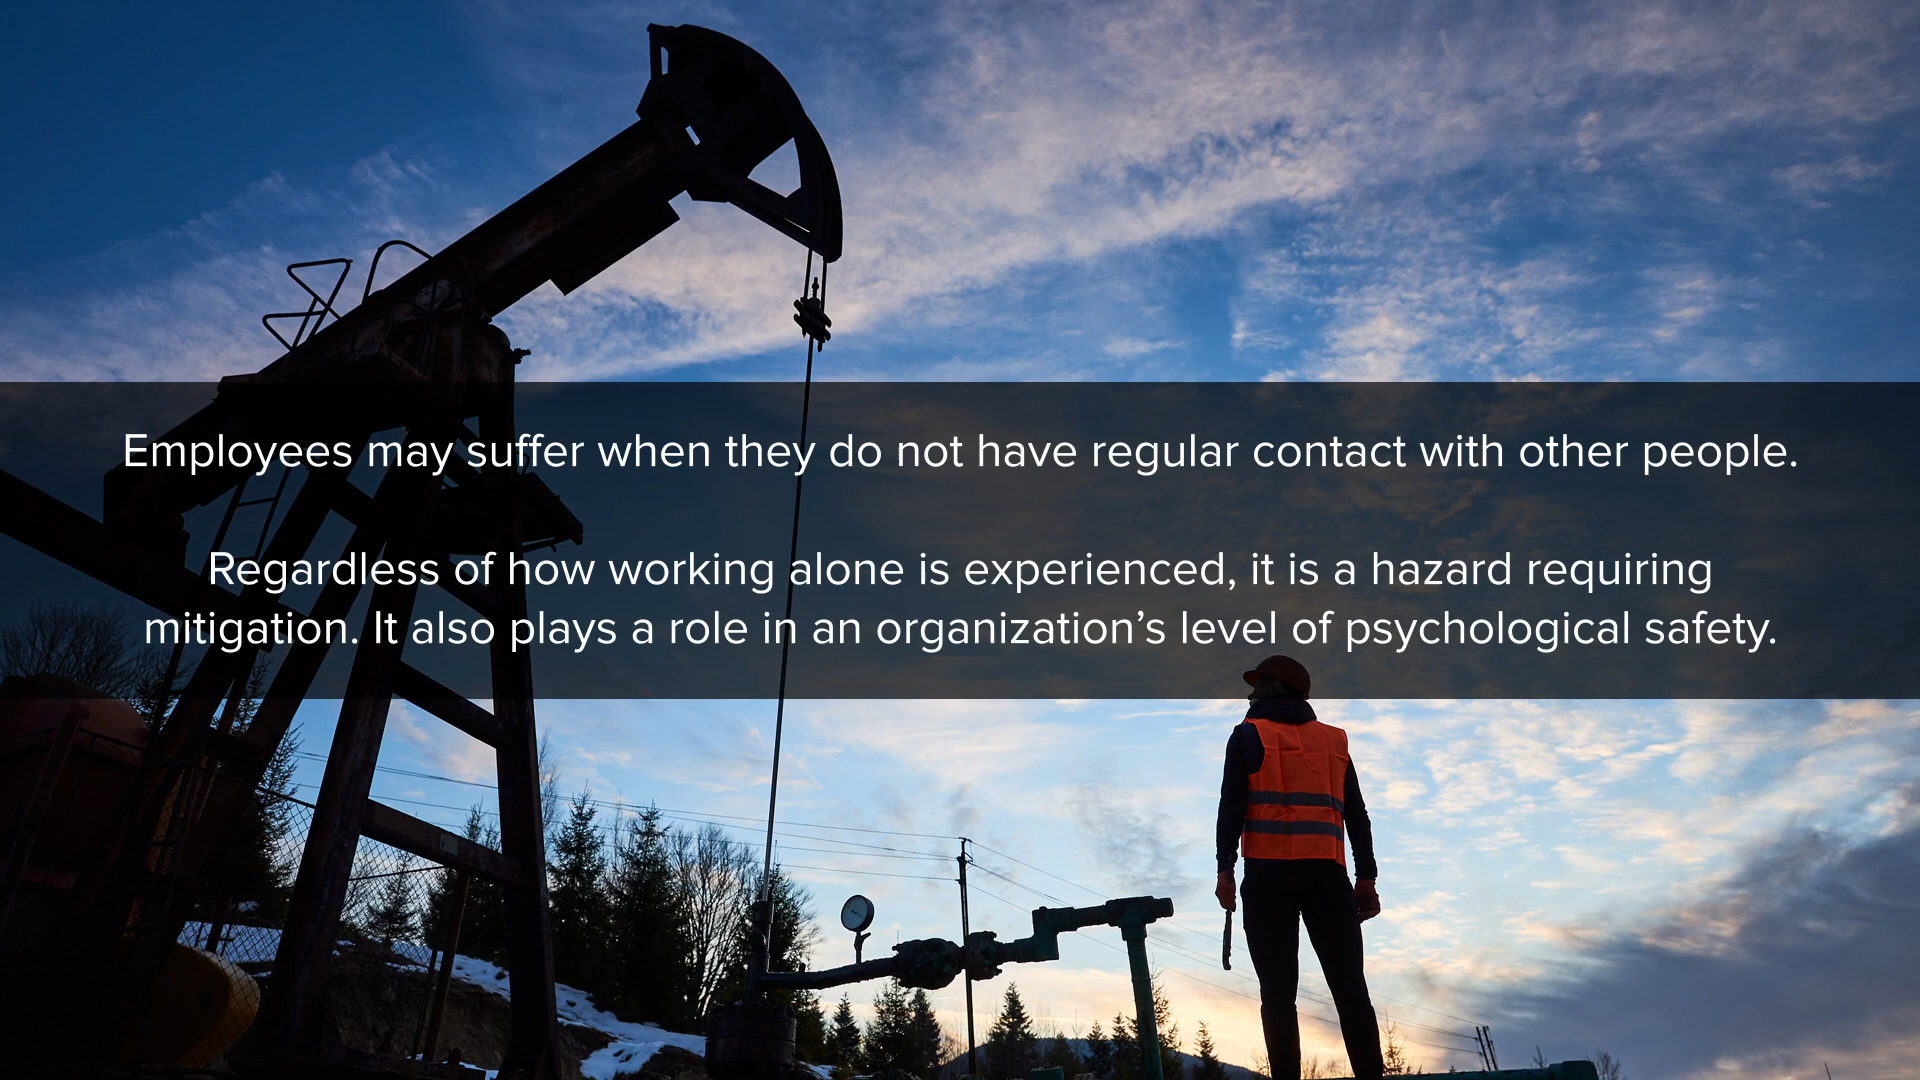 Employees may suffer when they do not have regular contact with other people.
Regardless of how working alone is experienced, it is a hazard requiring
mitigation. It also plays a role in an organization’s level of psychological safety.